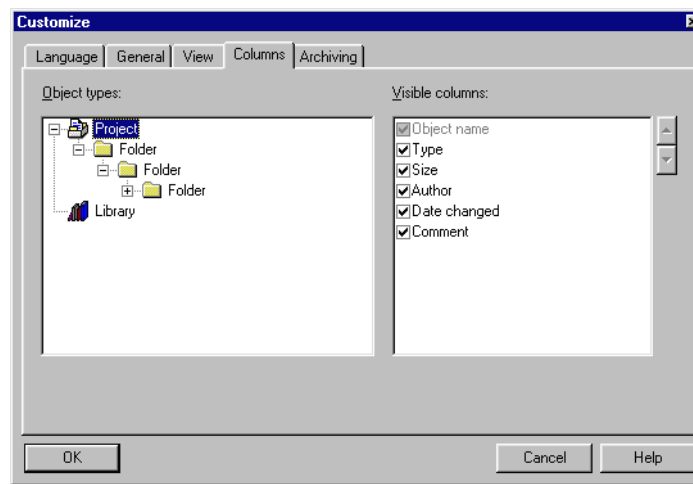 Customize
Language General View Columns Archiving
Object types: Visible columns:
Project
Folder
Folder
Folder
Library
Object name
Type
Size
Author
Date changed
Comment
OK Cancel Help